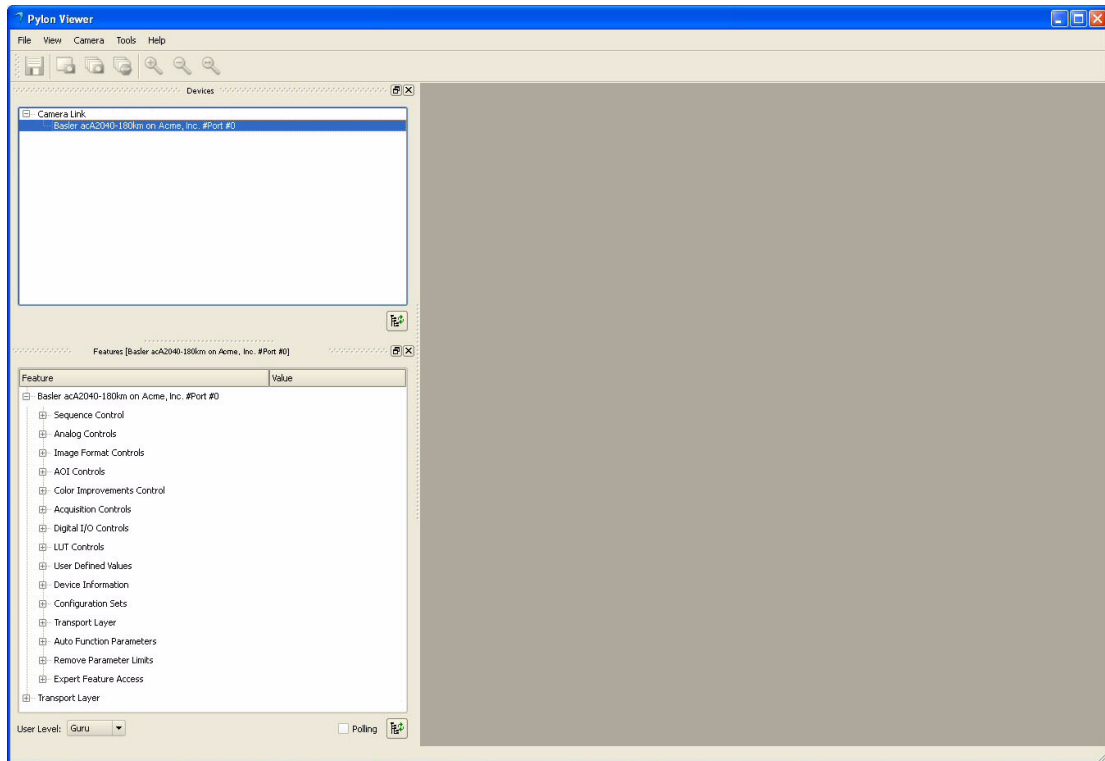 Pylon Viewer
File View Camera Tools Help
Devices
Camera Link
Basler acA2040-180km on Acme, Inc. #Port #0
Features [Basler acA2040-180km on Acme, Inc. #Port #0]
Feature Value
Basler acA2040-180km on Acme, Inc. #Port #0
Sequence Control
Analog Controls
Image Format Controls
AOI Controls
Color Improvements Control
Acquisition Controls
Digital I/O Controls
LUT Controls
User Defined Values
Device Information
Configuration Sets
Transport Layer
Auto Function Parameters
Remove Parameter Limits
Expert Feature Access
Transport Layer
User Level: Guru Polling